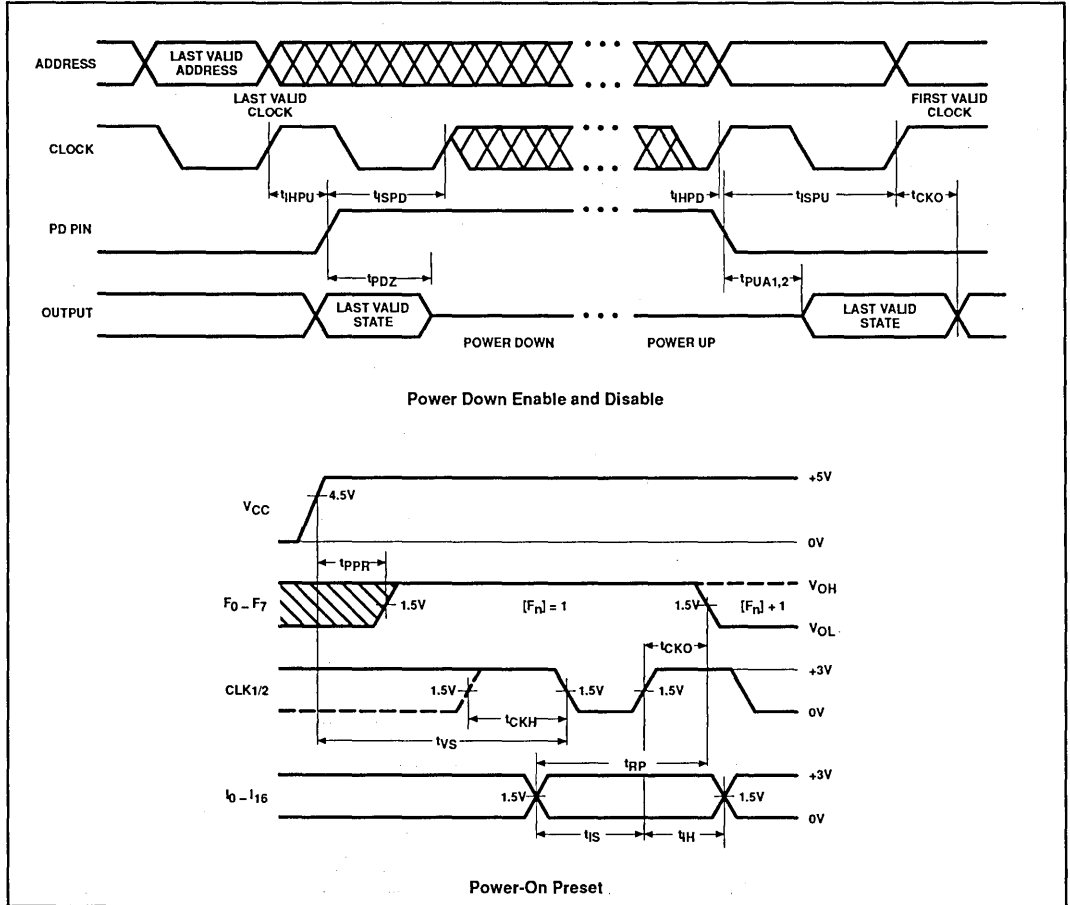 ADDRESS
LAST VALID
ADDRESS
• • •
LAST VALID
CLOCK
FIRST VALID
CLOCK
CLOCK
• • •
• • •
tIHPU
tISPD
tIHPD
tISPU
tCKO
PD PIN
• • •
tPDZ
tPUA1,2
OUTPUT
LAST VALID
STATE
• • •
LAST VALID
STATE
POWER DOWN
POWER UP
Power Down Enable and Disable
VCC
4.5V
+5V
0V
tPPR
F0 – F7
1.5V
[Fn] = 1
1.5V
[Fn] + 1
VOH
VOL
tCKO
CLK1/2
1.5V
1.5V
1.5V
+3V
0V
tCKH
tVS
tRP
I0 – I16
1.5V
1.5V
+3V
0V
tIS
tIH
Power-On Preset